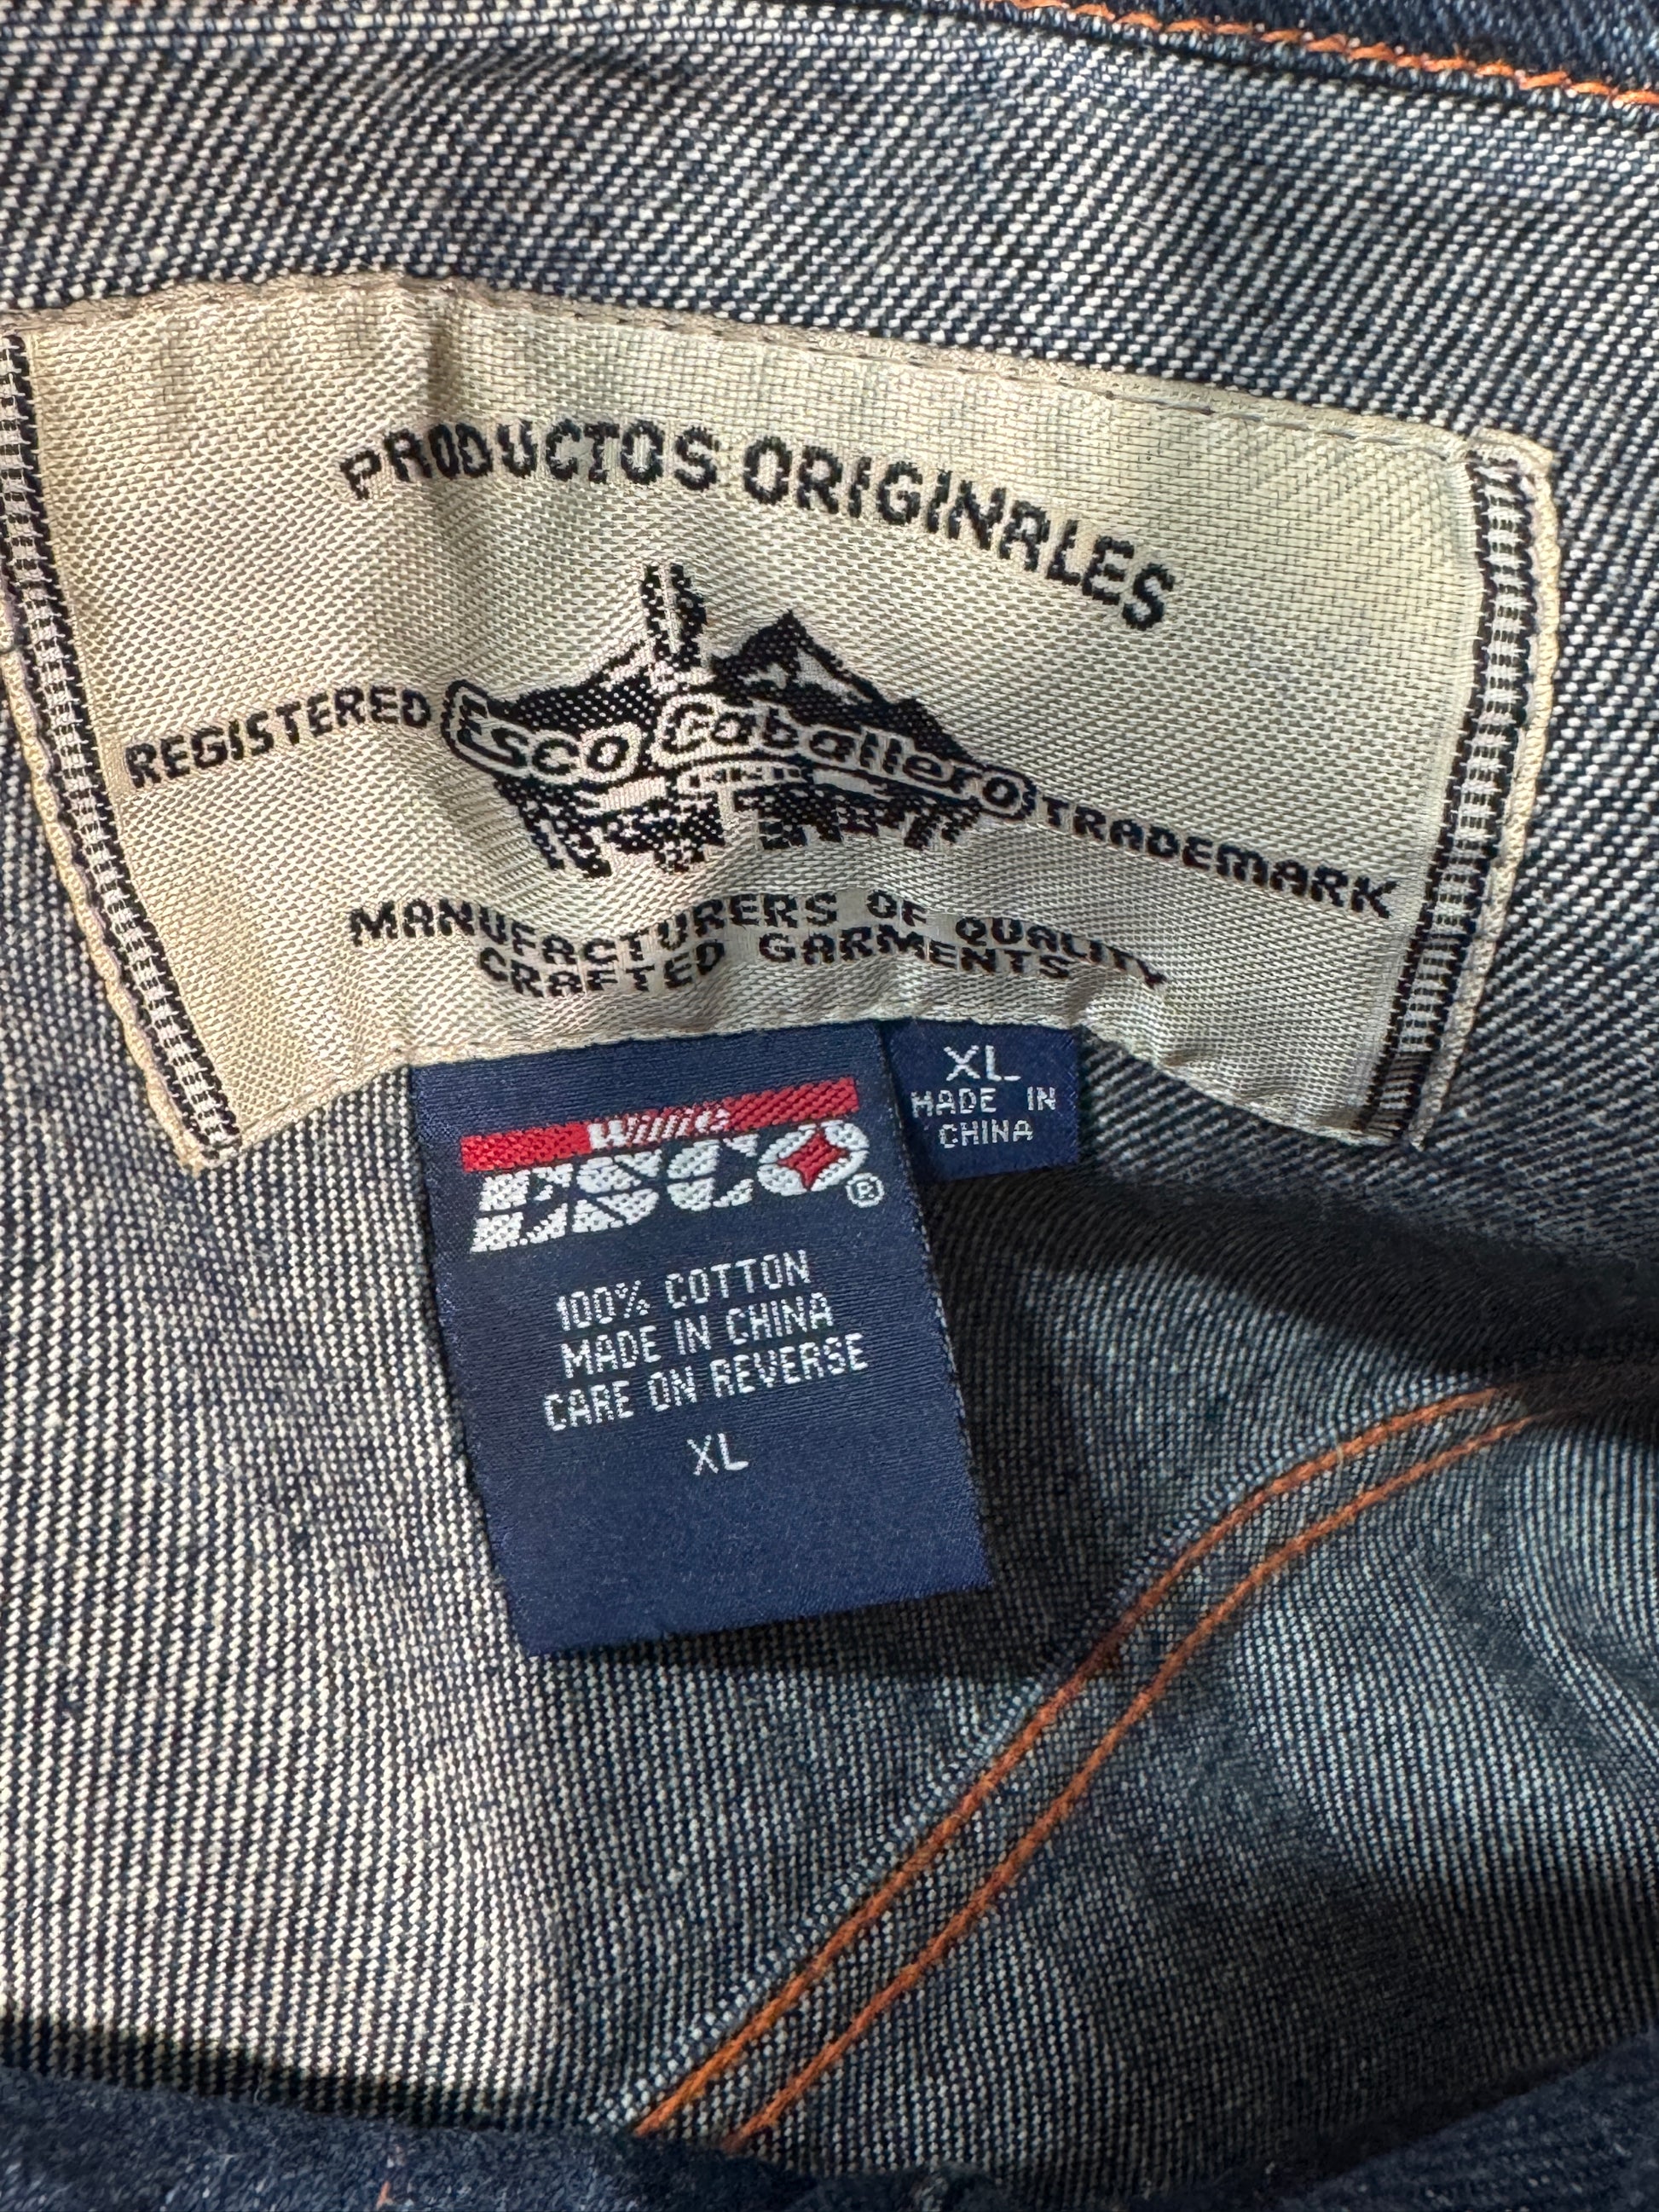 PRODUCTOS ORIGINALES
REGISTERED ESCO CaballerO TRADEMARK
MANUFACTURERS OF QUALITY
CRAFTED GARMENTS
XL
MADE IN
CHINA
Willie
ESCO®
100% COTTON
MADE IN CHINA
CARE ON REVERSE
XL